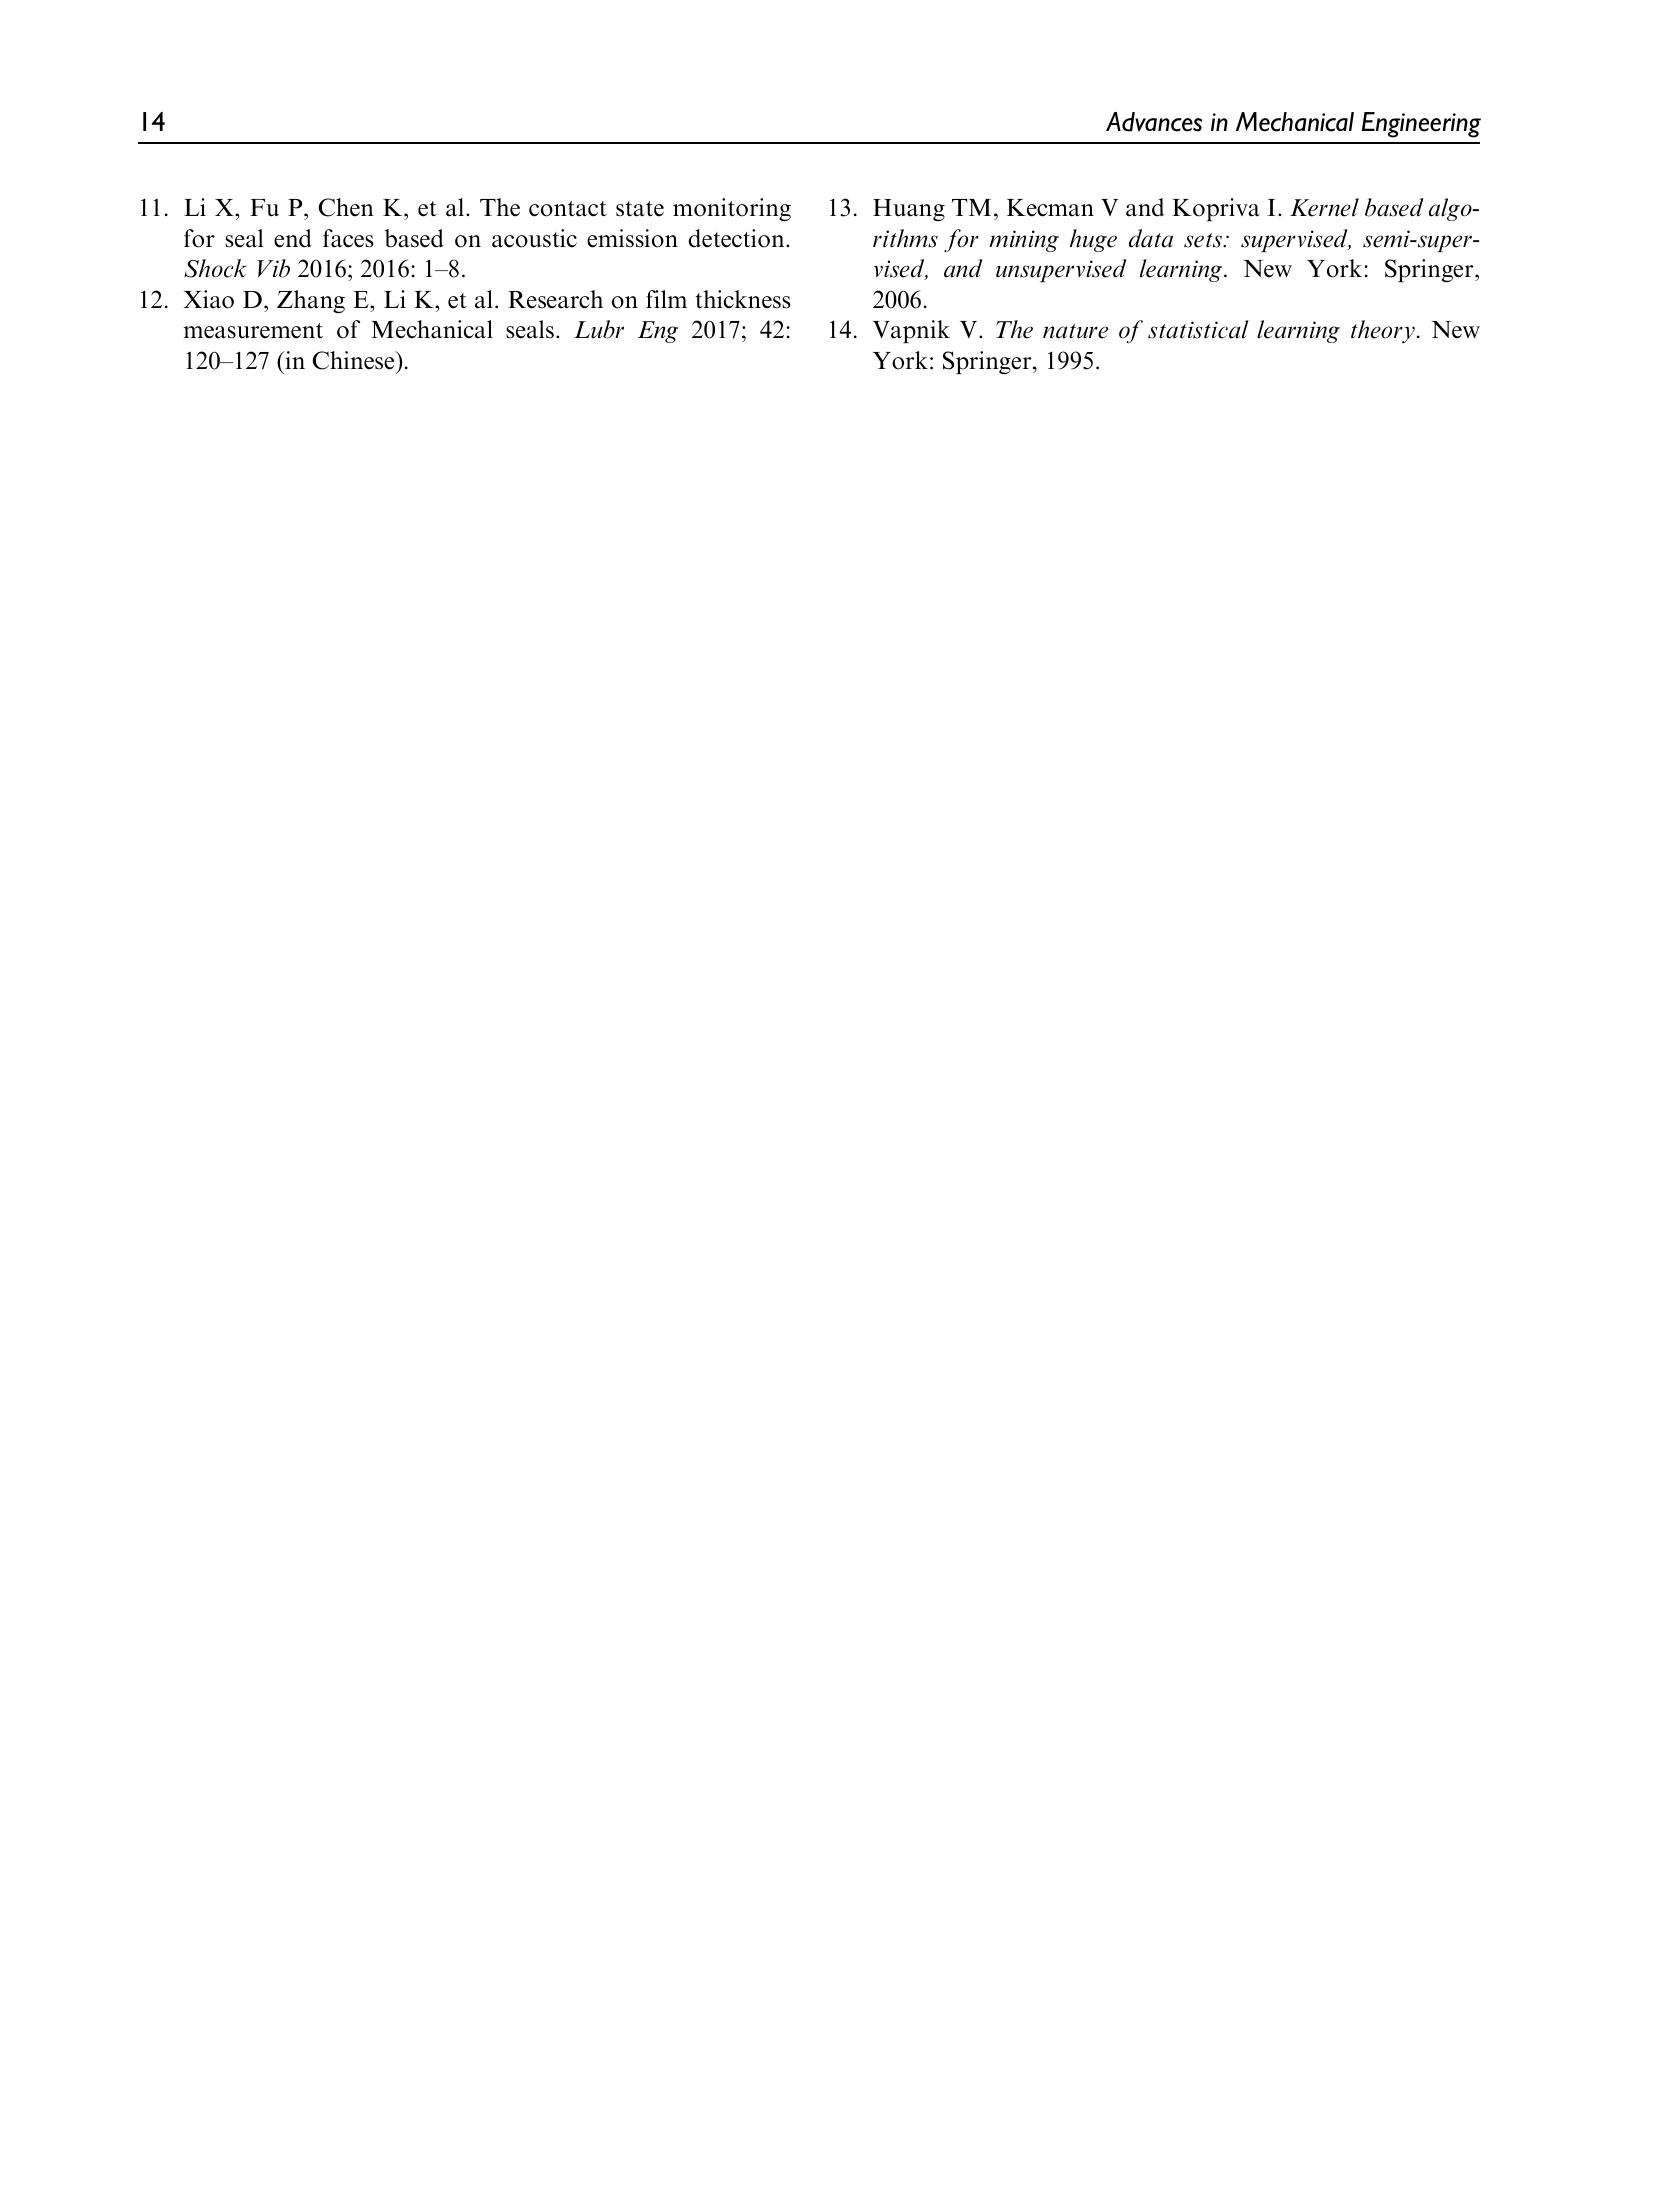 14
Advances in Mechanical Engineering
11. Li X, Fu P, Chen K, et al. The contact state monitoring
for seal end faces based on acoustic emission detection.
Shock Vib 2016; 2016: 1–8.
12. Xiao D, Zhang E, Li K, et al. Research on film thickness
measurement of Mechanical seals. Lubr Eng 2017; 42:
120–127 (in Chinese).
13. Huang TM, Kecman V and Kopriva I. Kernel based algo-
rithms for mining huge data sets: supervised, semi-super-
vised, and unsupervised learning. New York: Springer,
2006.
14. Vapnik V. The nature of statistical learning theory. New
York: Springer, 1995.